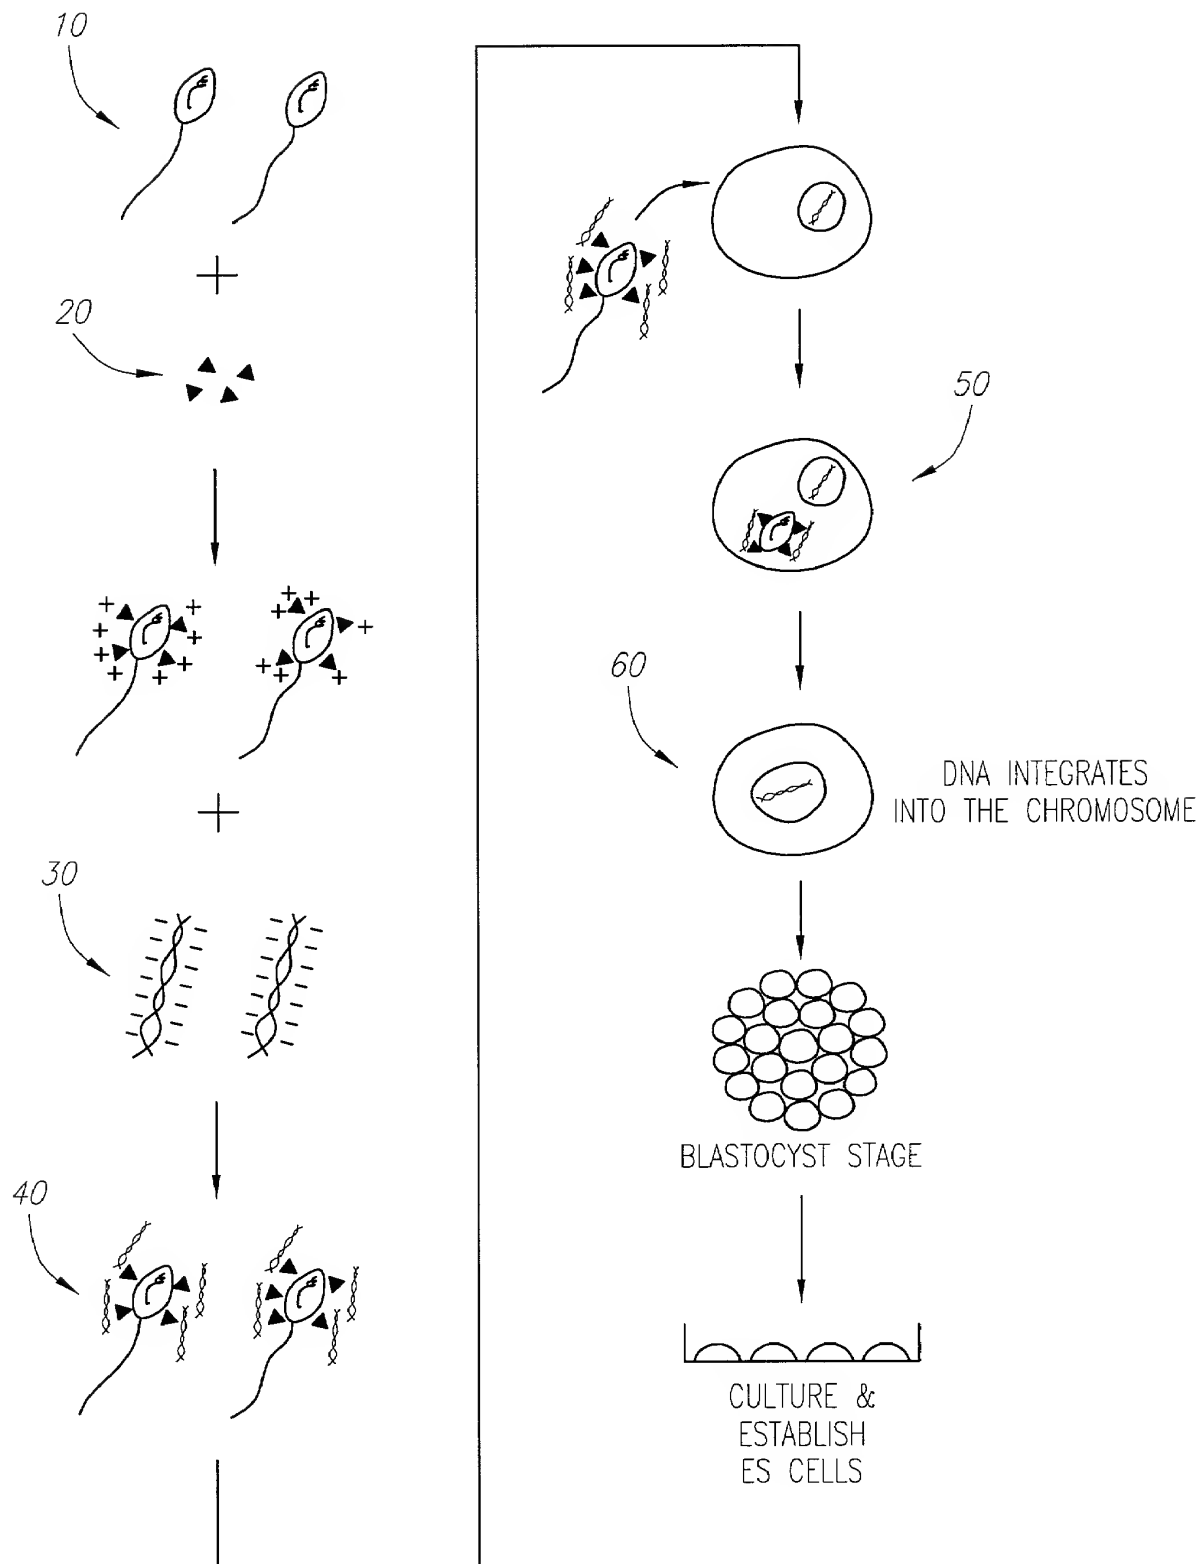 10
20
30
40
50
60
DNA INTEGRATES
INTO THE CHROMOSOME
BLASTOCYST STAGE
CULTURE &
ESTABLISH
ES CELLS